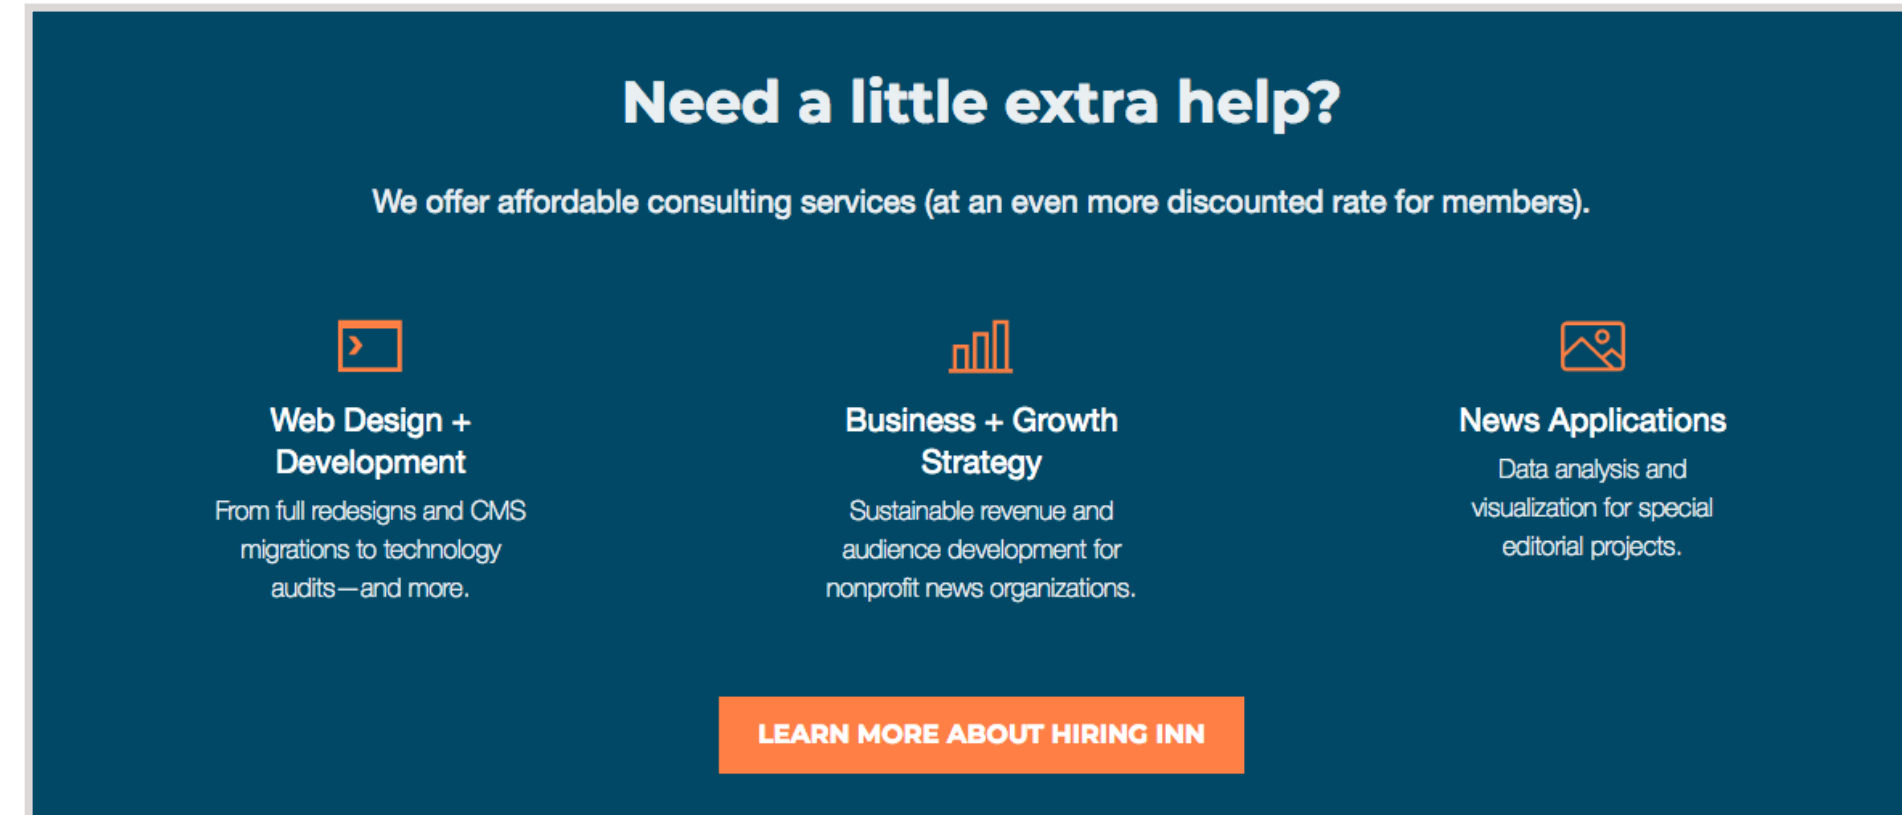 Need a little extra help?
We offer affordable consulting services (at an even more discounted rate for members).
Web Design +
Development
From full redesigns and CMS
migrations to technology
audits—and more.
Business + Growth
Strategy
Sustainable revenue and
audience development for
nonprofit news organizations.
News Applications
Data analysis and
visualization for special
editorial projects.
LEARN MORE ABOUT HIRING INN